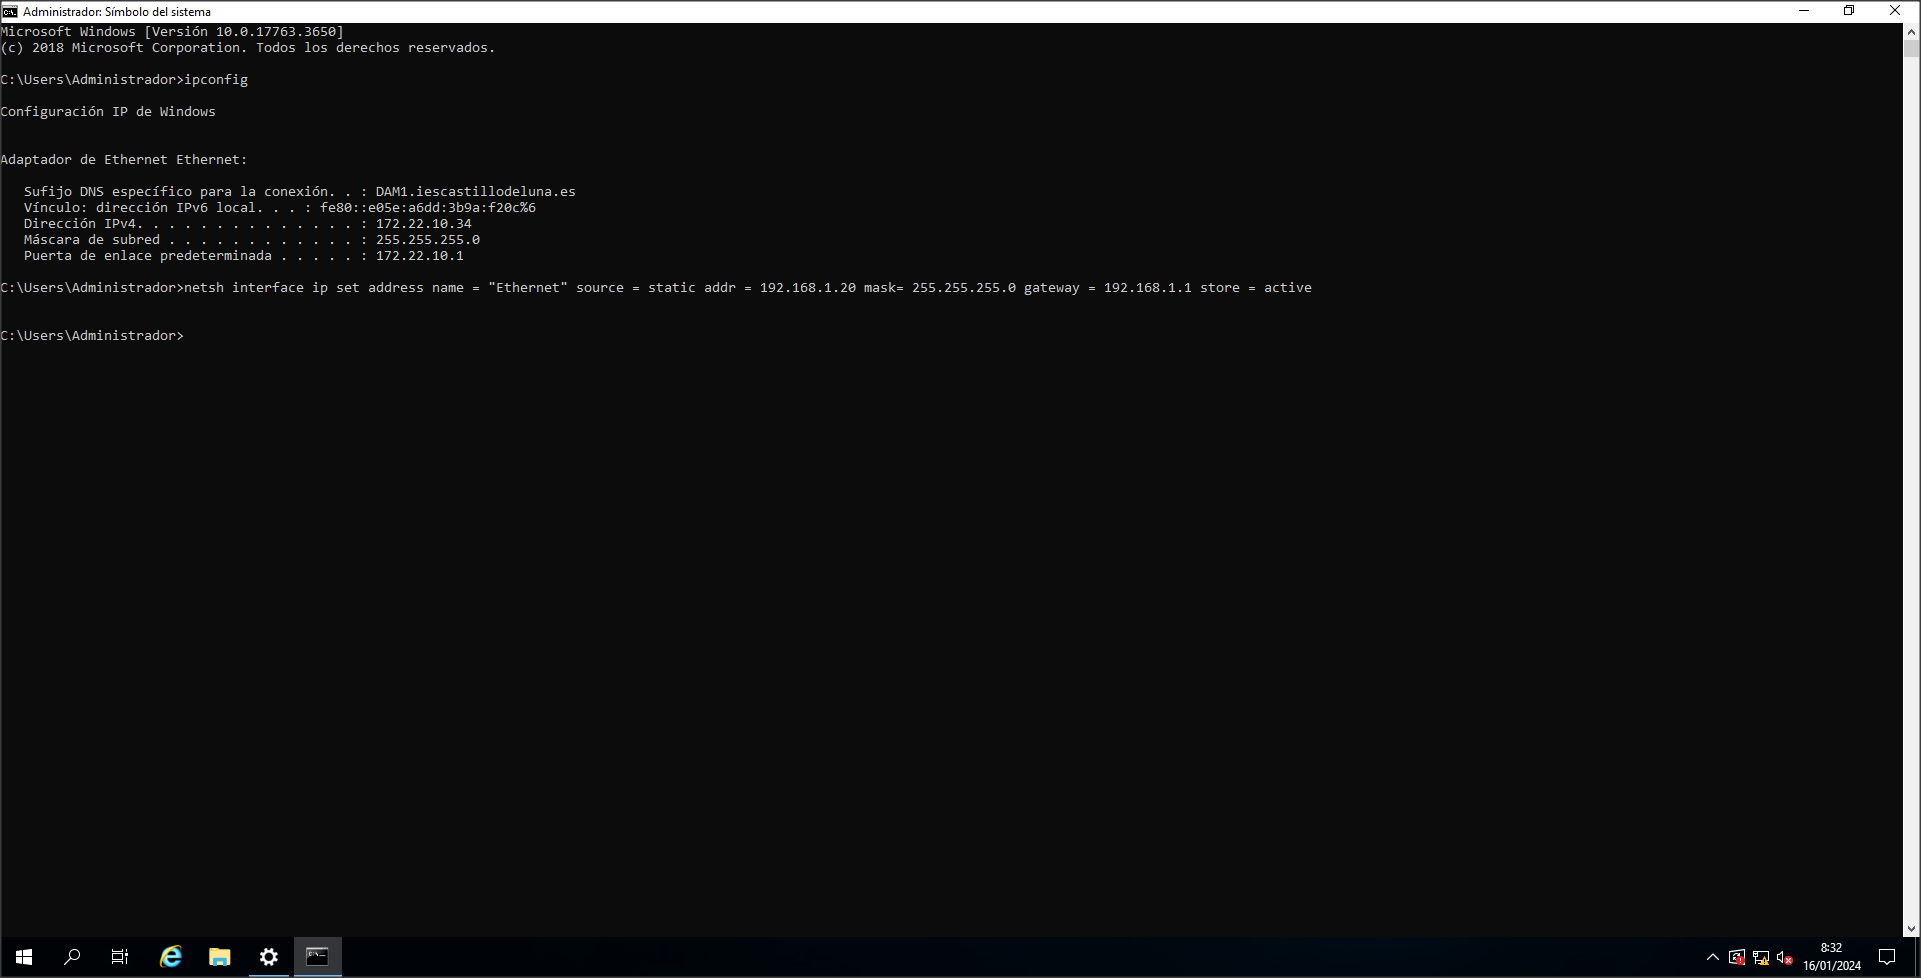 Administrador: Símbolo del sistema
Microsoft Windows [Versión 10.0.17763.3650]
(c) 2018 Microsoft Corporation. Todos los derechos reservados.
C:\Users\Administrador>ipconfig
Configuración IP de Windows
Adaptador de Ethernet Ethernet:
Sufijo DNS específico para la conexión. . : DAM1.iescastillodeluna.es
Vínculo: dirección IPv6 local. . . : fe80::e05e:a6dd:3b9a:f20c%6
Dirección IPv4. . . . . . . . . . . . . . : 172.22.10.34
Máscara de subred . . . . . . . . . . . . : 255.255.255.0
Puerta de enlace predeterminada . . . . . : 172.22.10.1
C:\Users\Administrador>netsh interface ip set address name = "Ethernet" source = static addr = 192.168.1.20 mask= 255.255.255.0 gateway = 192.168.1.1 store = active
C:\Users\Administrador>
8:32
16/01/2024